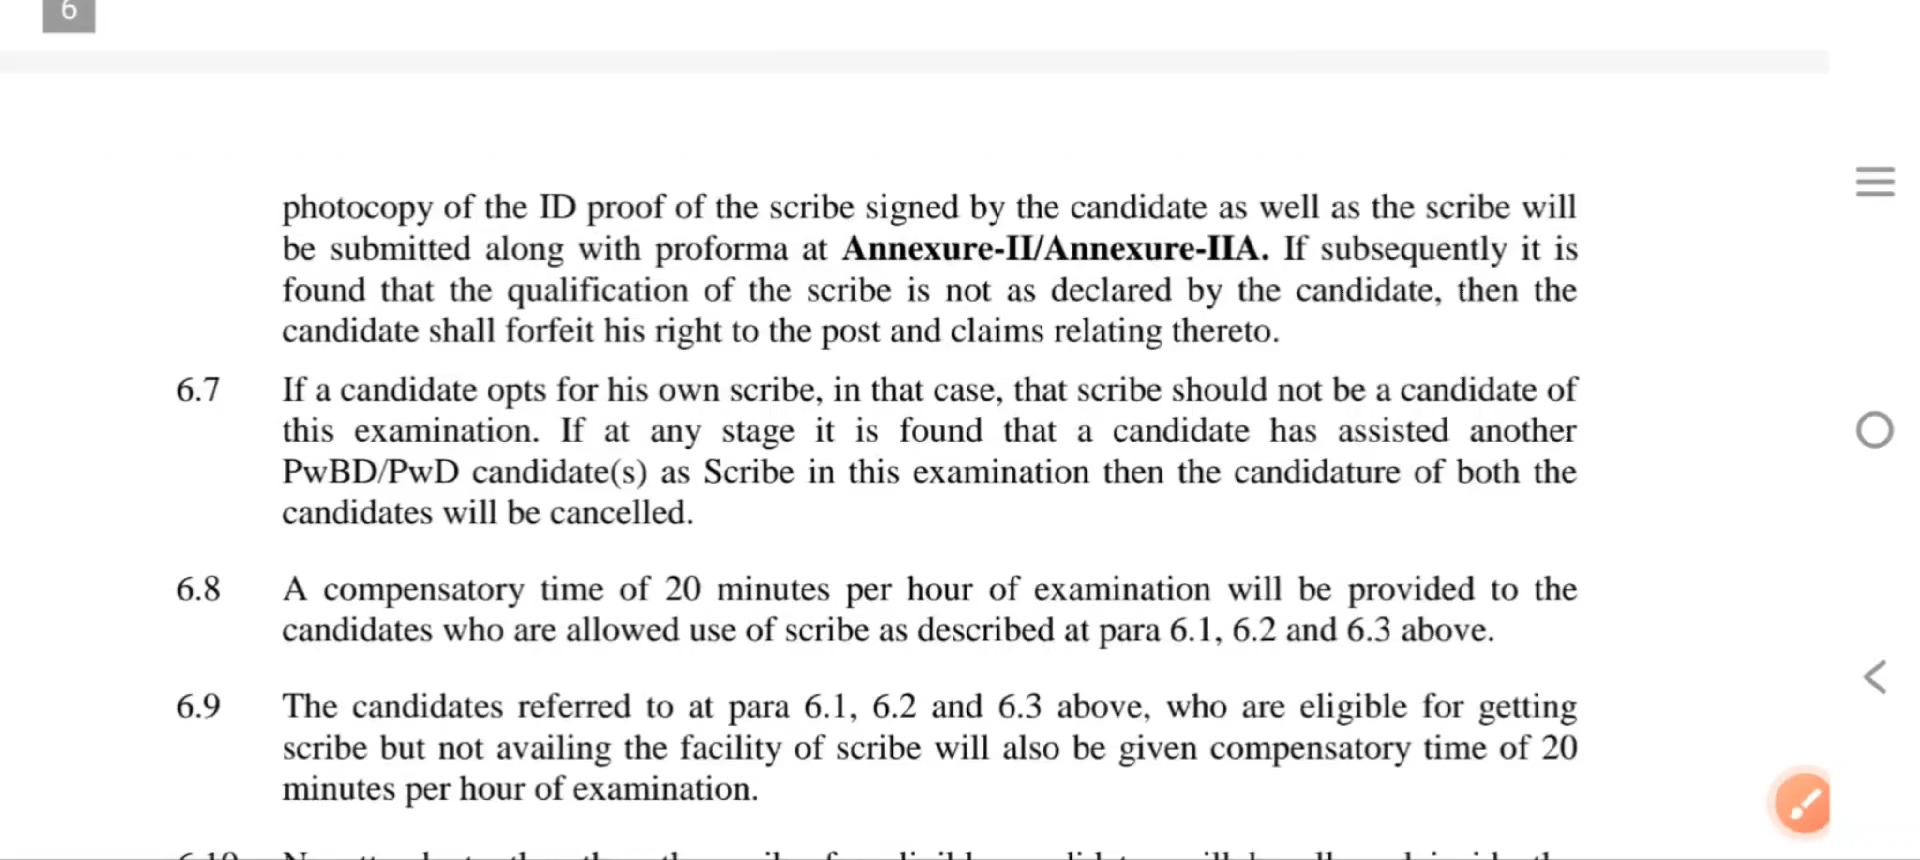 6
photocopy of the ID proof of the scribe signed by the candidate as well as the scribe will
be submitted along with proforma at Annexure-II/Annexure-IIA. If subsequently it is
found that the qualification of the scribe is not as declared by the candidate, then the
candidate shall forfeit his right to the post and claims relating thereto.
6.7 If a candidate opts for his own scribe, in that case, that scribe should not be a candidate of
this examination. If at any stage it is found that a candidate has assisted another
PwBD/PwD candidate(s) as Scribe in this examination then the candidature of both the
candidates will be cancelled.
6.8 A compensatory time of 20 minutes per hour of examination will be provided to the
candidates who are allowed use of scribe as described at para 6.1, 6.2 and 6.3 above.
6.9 The candidates referred to at para 6.1, 6.2 and 6.3 above, who are eligible for getting
scribe but not availing the facility of scribe will also be given compensatory time of 20
minutes per hour of examination.